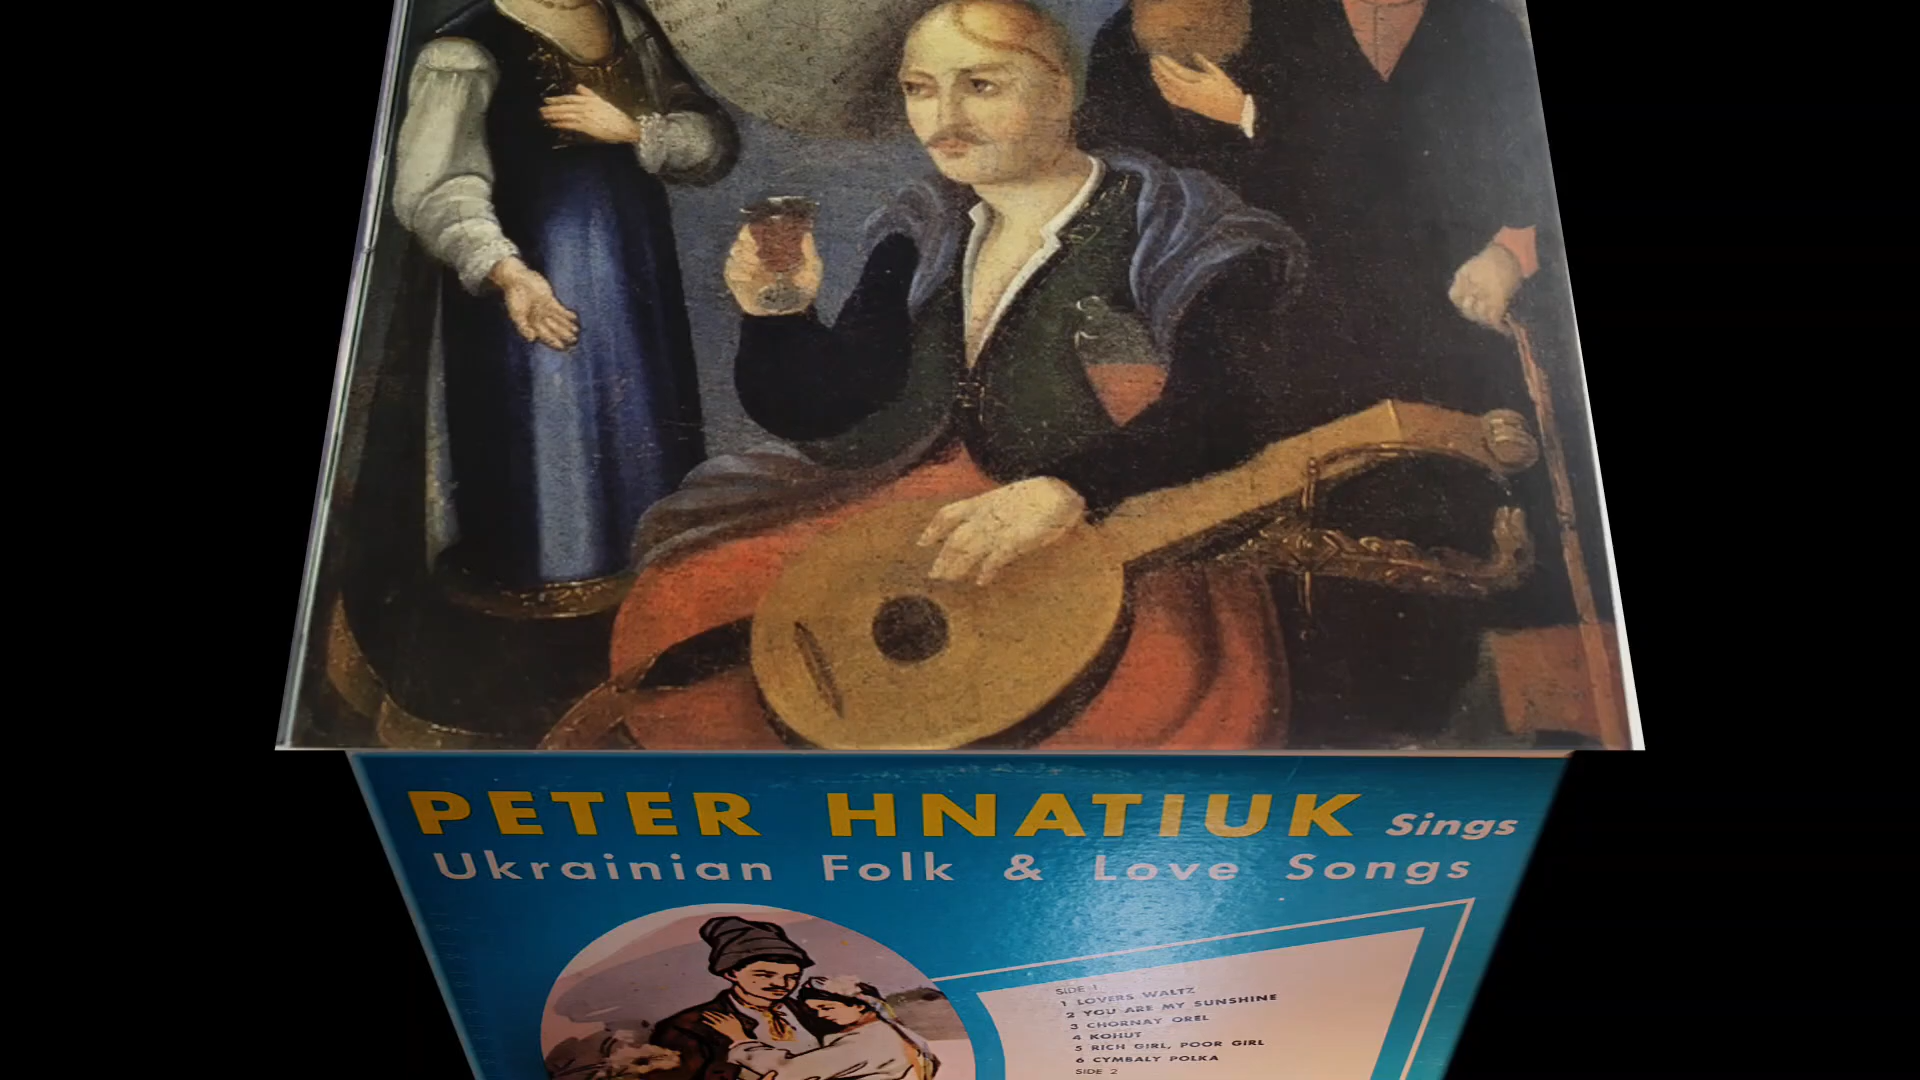 PETER HNATIUK Sings
Ukrainian Folk & Love Songs
SIDE 1
1 LOVERS WALTZ
2 YOU ARE MY SUNSHINE
3 CHORNAY OREL
4 KOHUT
5 RICH GIRL, POOR GIRL
6 CYMBALY POLKA
SIDE 2